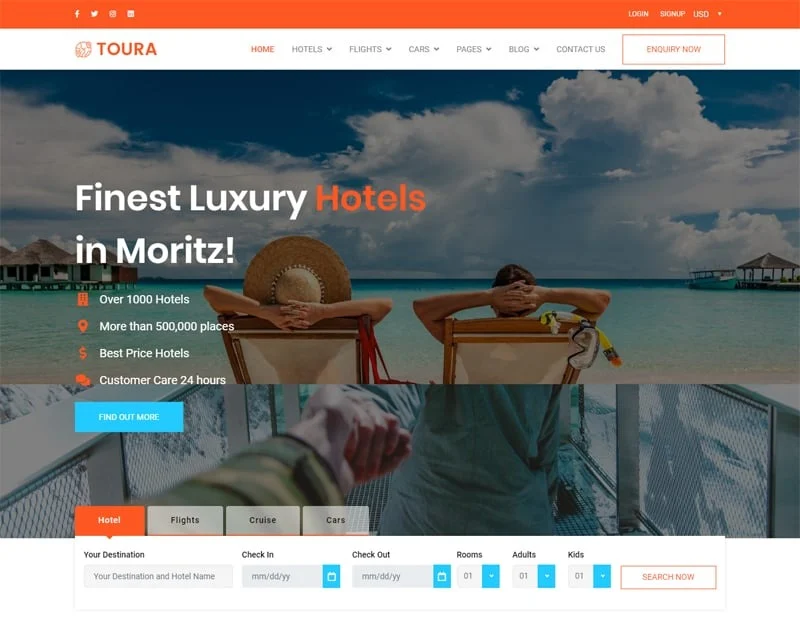 LOGIN SIGNUP USD
TOURA
HOME HOTELS FLIGHTS CARS PAGES BLOG CONTACT US ENQUIRY NOW
Finest Luxury Hotels
in Moritz!
Over 1000 Hotels
More than 500,000 places
Best Price Hotels
Customer Care 24 hours
FIND OUT MORE
Hotel Flights Cruise Cars
Your Destination Check In Check Out Rooms Adults Kids
Your Destination and Hotel Name mm/dd/yy mm/dd/yy 01 01 01 SEARCH NOW